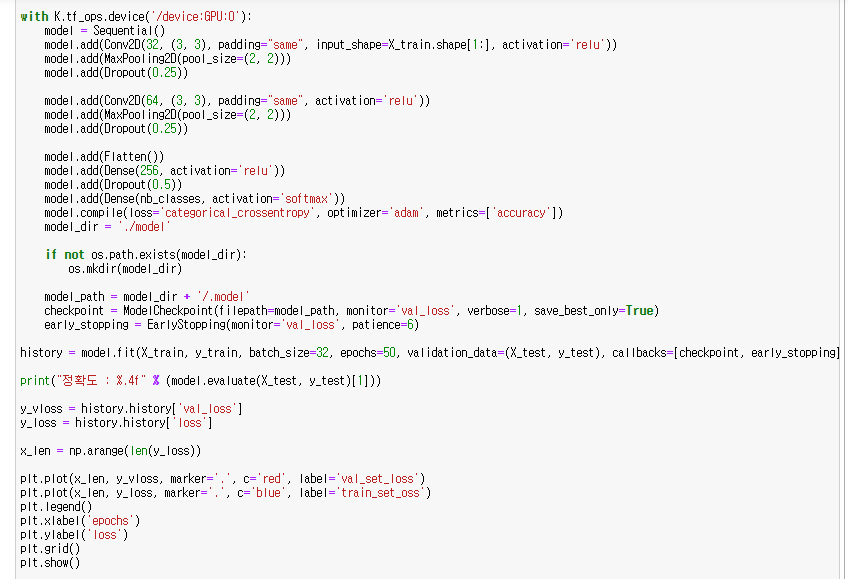 with K.tf_ops.device('/device:GPU:0'):
    model = Sequential()
    model.add(Conv2D(32, (3, 3), padding="same", input_shape=X_train.shape[1:], activation='relu'))
    model.add(MaxPooling2D(pool_size=(2, 2)))
    model.add(Dropout(0.25))

    model.add(Conv2D(64, (3, 3), padding="same", activation='relu'))
    model.add(MaxPooling2D(pool_size=(2, 2)))
    model.add(Dropout(0.25))

    model.add(Flatten())
    model.add(Dense(256, activation='relu'))
    model.add(Dropout(0.5))
    model.add(Dense(nb_classes, activation='softmax'))
    model.compile(loss='categorical_crossentropy', optimizer='adam', metrics=['accuracy'])
    model_dir = './model'

    if not os.path.exists(model_dir):
        os.mkdir(model_dir)

    model_path = model_dir + '/.model'
    checkpoint = ModelCheckpoint(filepath=model_path, monitor='val_loss', verbose=1, save_best_only=True)
    early_stopping = EarlyStopping(monitor='val_loss', patience=6)

history = model.fit(X_train, y_train, batch_size=32, epochs=50, validation_data=(X_test, y_test), callbacks=[checkpoint, early_stopping]

print("정확도 : %.4f" % (model.evaluate(X_test, y_test)[1]))

y_vloss = history.history['val_loss']
y_loss = history.history['loss']

x_len = np.arange(len(y_loss))

plt.plot(x_len, y_vloss, marker='.', c='red', label='val_set_loss')
plt.plot(x_len, y_loss, marker='.', c='blue', label='train_set_oss')
plt.legend()
plt.xlabel('epochs')
plt.ylabel('loss')
plt.grid()
plt.show()